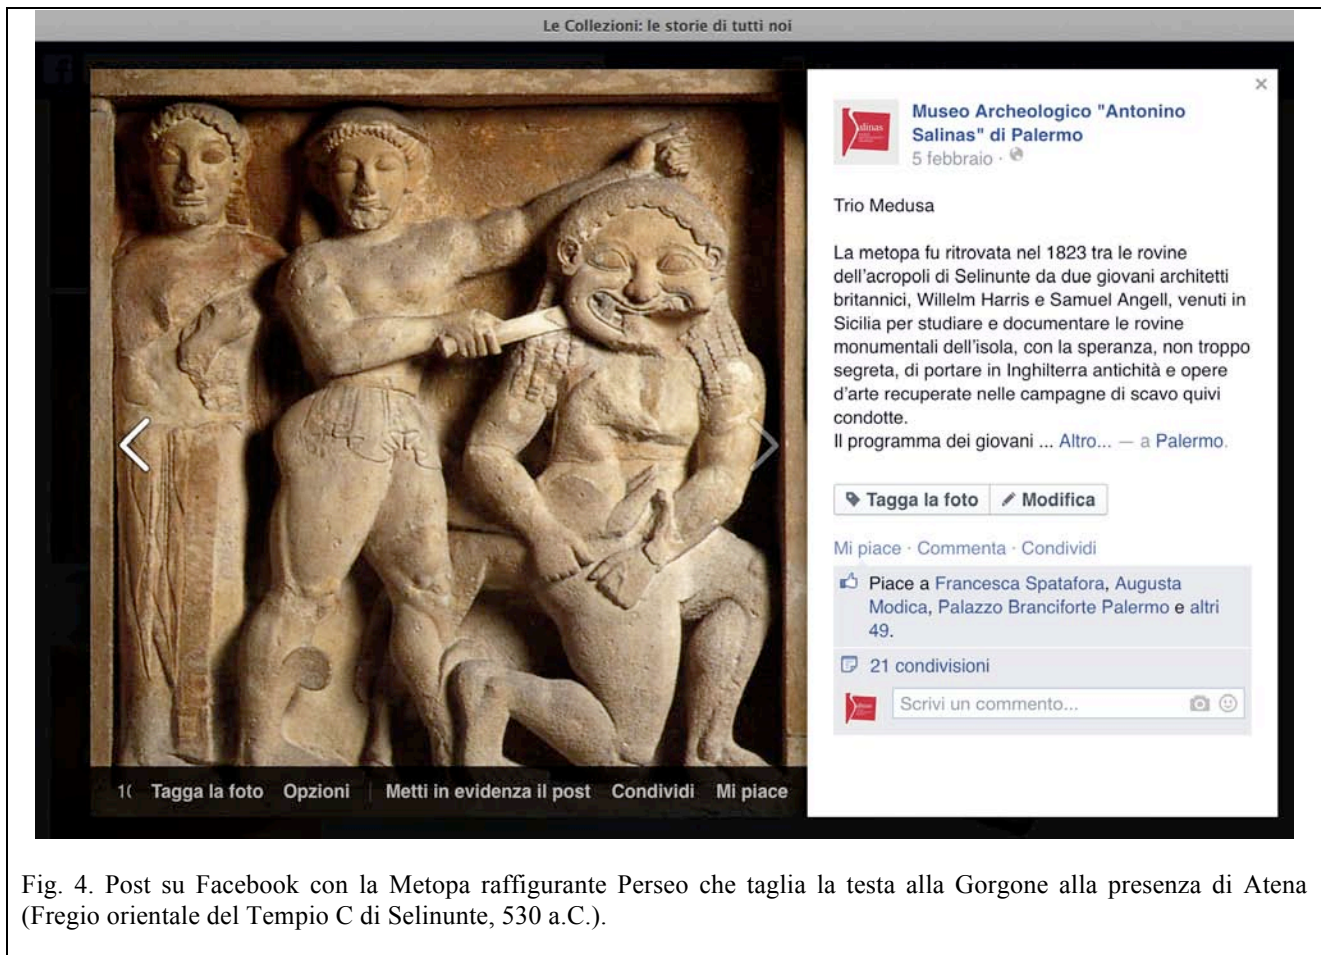 Le Collezioni: le storie di tutti noi
Museo Archeologico "Antonino
Salinas" di Palermo
5 febbraio ·
Trio Medusa
La metopa fu ritrovata nel 1823 tra le rovine
dell'acropoli di Selinunte da due giovani architetti
britannici, Willelm Harris e Samuel Angell, venuti in
Sicilia per studiare e documentare le rovine
monumentali dell'isola, con la speranza, non troppo
segreta, di portare in Inghilterra antichità e opere
d'arte recuperate nelle campagne di scavo quivi
condotte.
Il programma dei giovani ... Altro... — a Palermo.
Tagga la foto Modifica
Mi piace · Commenta · Condividi
Piace a Francesca Spatafora, Augusta
Modica, Palazzo Branciforte Palermo e altri
49.
21 condivisioni
Scrivi un commento...
Tagga la foto Opzioni Metti in evidenza il post Condividi Mi piace
Fig. 4. Post su Facebook con la Metopa raffigurante Perseo che taglia la testa alla Gorgone alla presenza di Atena
(Fregio orientale del Tempio C di Selinunte, 530 a.C.).